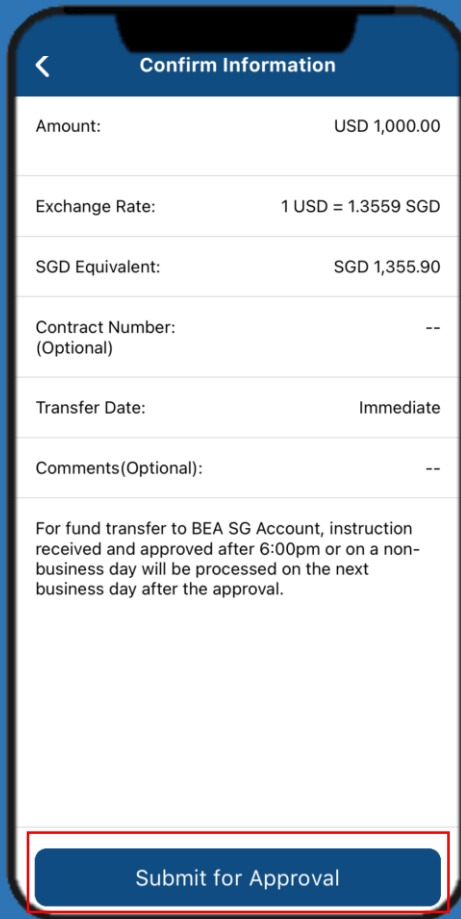 Confirm Information
Amount: USD 1,000.00
Exchange Rate: 1 USD = 1.3559 SGD
SGD Equivalent: SGD 1,355.90
Contract Number: --
(Optional)
Transfer Date: Immediate
Comments(Optional): --
For fund transfer to BEA SG Account, instruction
received and approved after 6:00pm or on a non-
business day will be processed on the next
business day after the approval.
Submit for Approval